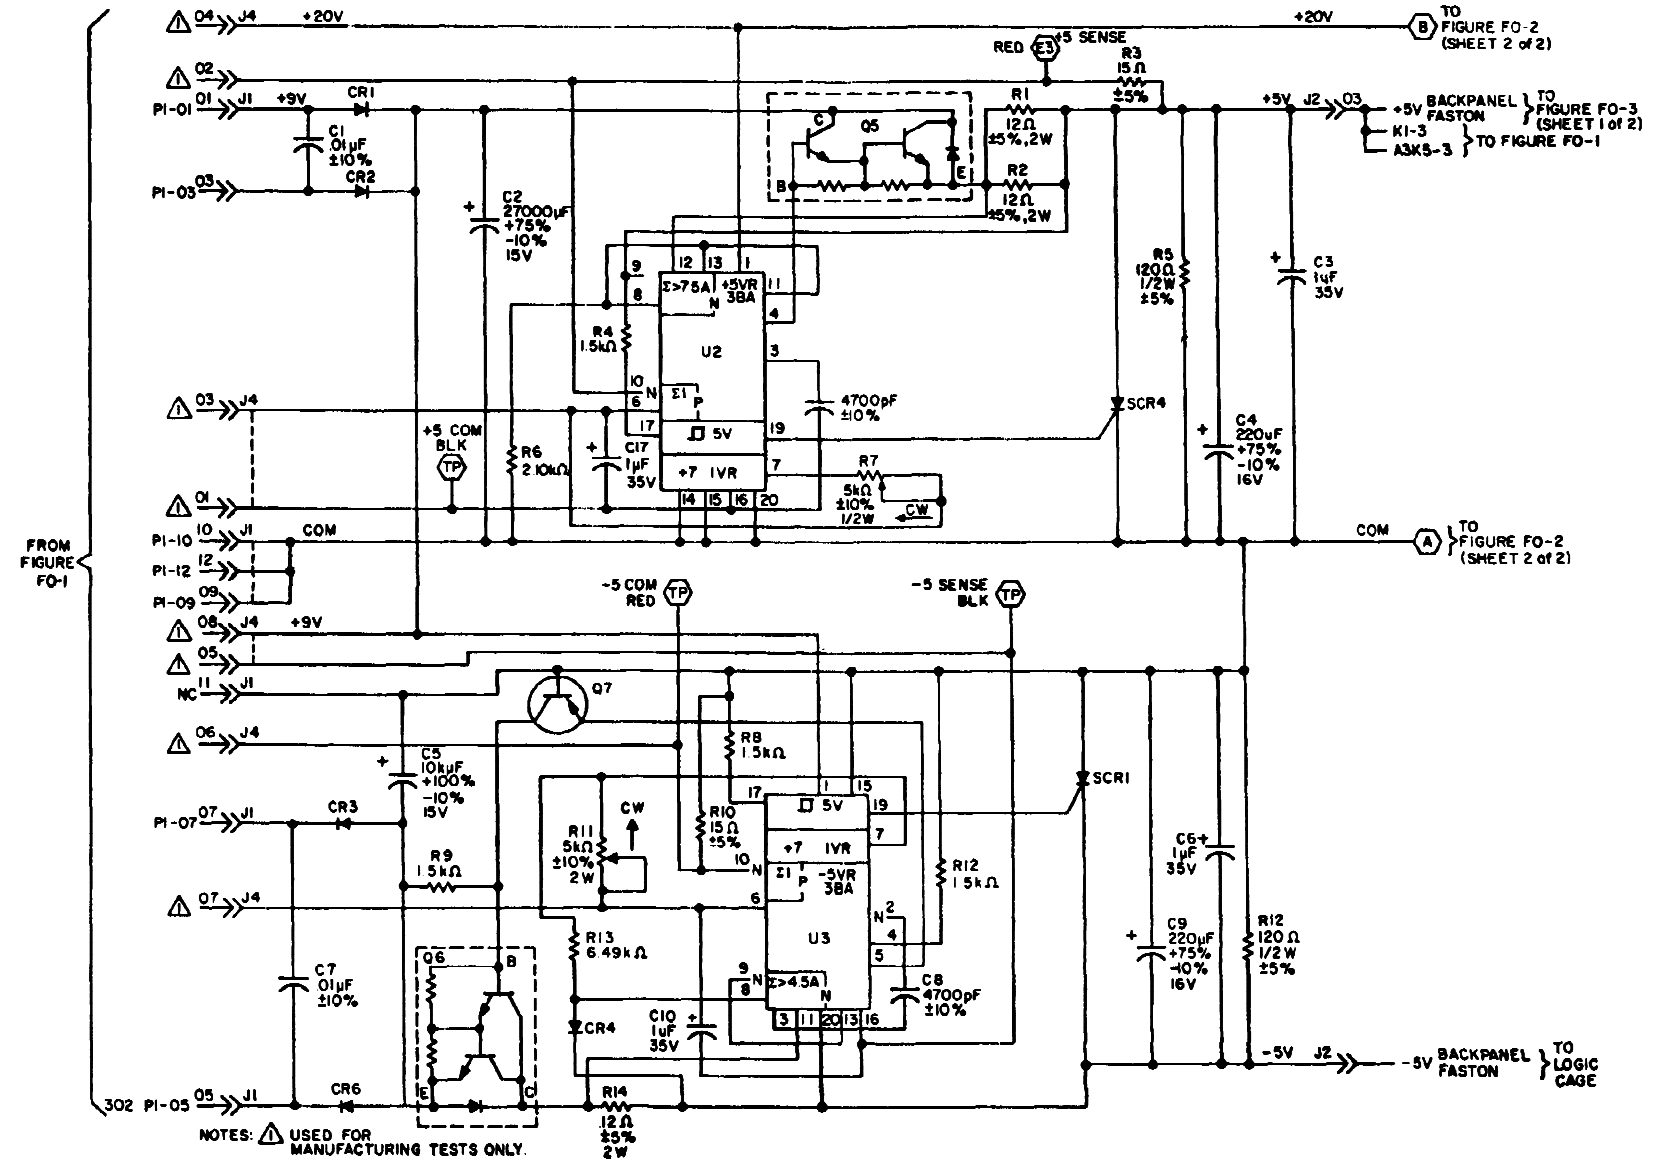 04 J4 +20V
+20V B TO
FIGURE FO-2
(SHEET 2 of 2)
1 02
RED E3 +5 SENSE
R3
15Ω
±5%
P1-01 01 J1 +9V CR1
C1
.01µF
±10%
P1-03 03 CR2
C2
27000µF
+75%
-10%
15V
C Q5
B E
R1
12Ω
±5%,2W
R2
12Ω
±5%,2W
+5V J2 03
+5V BACKPANEL
FASTON
TO
FIGURE FO-3
(SHEET 1 of 2)
K1-3
A3K5-3
TO FIGURE FO-1
9 12 13 1
8 Σ>75A N +5VR
3BA 11
4
R4
1.5kΩ
U2
3
10 N Σ1
P
6
17 5V 19
+7 1VR 7
14 15 16 20
4700pF
±10%
R5
120Ω
1/2W
±5%
C3
1µF
35V
SCR4
C4
220uF
+75%
-10%
16V
1 03 J4
+5 COM
BLK
TP
R6
2.10kΩ
C17
1µF
35V
R7
5kΩ
±10%
1/2W
CW
1 01
P1-10 10 J1 COM
COM A TO
FIGURE FO-2
(SHEET 2 of 2)
P1-12 12
P1-09 09
FROM
FIGURE
FO-1
-5 COM
RED
TP
-5 SENSE
BLK
TP
1 08 J4 +9V
1 05
NC 11 J1
Q7
1 06 J4
C5
10kµF
+100%
-10%
15V
R8
1.5kΩ
P1-07 07 J1 CR3
R9
1.5kΩ
R11
5kΩ
±10%
2W
CW
R10
15Ω
±5%
17 1 15
5V 19
+7 1VR 7
10 N Σ1
P
-5VR
3BA
6
N 2
U3
4
5
9 N
8 Σ>4.5A
N
3 11 20 13 16
R12
1.5kΩ
SCR1
C6
1µF
35V
1 07 J4
R13
6.49kΩ
C8
4700pF
±10%
C9
220µF
+75%
-10%
16V
R12
120Ω
1/2W
±5%
C7
.01µF
±10%
Q6 B
E C
CR4
C10
1uF
35V
-5V J2
-5V BACKPANEL
FASTON
TO
LOGIC
CAGE
302 P1-05 05 J1 CR6
R14
.12Ω
±5%
2W
NOTES: 1 USED FOR
MANUFACTURING TESTS ONLY.